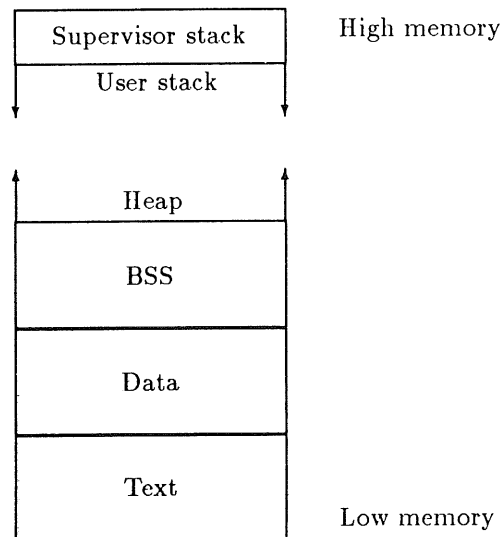 Supervisor stack
High memory
User stack
Heap
BSS
Data
Text
Low memory